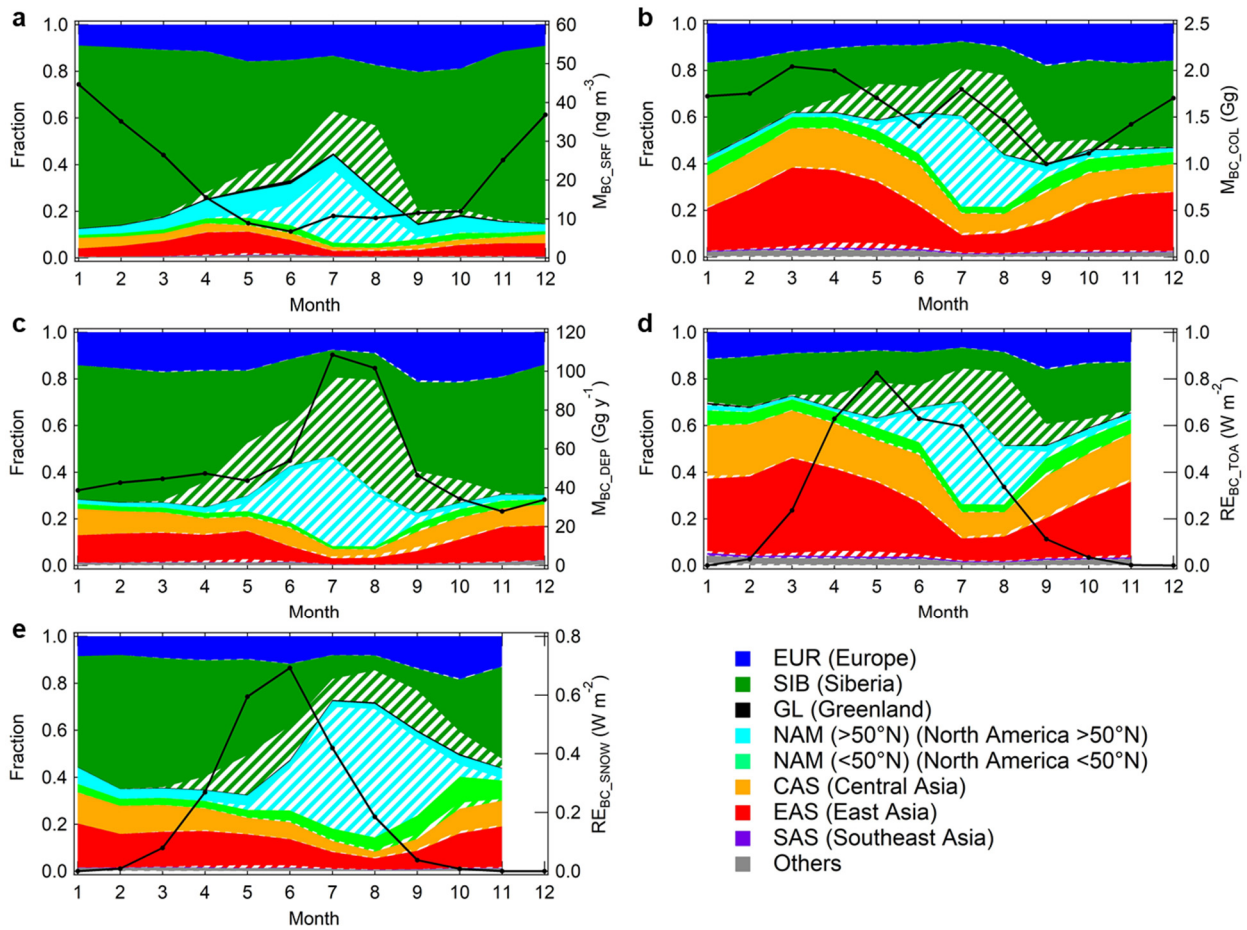 a
1.0
0.8
0.6
0.4
0.2
0.0
Fraction
1 2 3 4 5 6 7 8 9 10 11 12
Month
60
50
40
30
20
10
0
M_BC_SRF (ng m⁻³)
b
1.0
0.8
0.6
0.4
0.2
0.0
Fraction
1 2 3 4 5 6 7 8 9 10 11 12
Month
2.5
2.0
1.5
1.0
0.5
0.0
M_BC_COL (Gg)
c
1.0
0.8
0.6
0.4
0.2
0.0
Fraction
1 2 3 4 5 6 7 8 9 10 11 12
Month
120
100
80
60
40
20
0
M_BC_DEP (Gg y⁻¹)
d
1.0
0.8
0.6
0.4
0.2
0.0
Fraction
1 2 3 4 5 6 7 8 9 10 11 12
Month
1.0
0.8
0.6
0.4
0.2
0.0
RE_BC_TOA (W m⁻²)
e
1.0
0.8
0.6
0.4
0.2
0.0
Fraction
1 2 3 4 5 6 7 8 9 10 11 12
Month
0.8
0.6
0.4
0.2
0.0
RE_BC_SNOW (W m⁻²)
EUR (Europe)
SIB (Siberia)
GL (Greenland)
NAM (>50°N) (North America >50°N)
NAM (<50°N) (North America <50°N)
CAS (Central Asia)
EAS (East Asia)
SAS (Southeast Asia)
Others